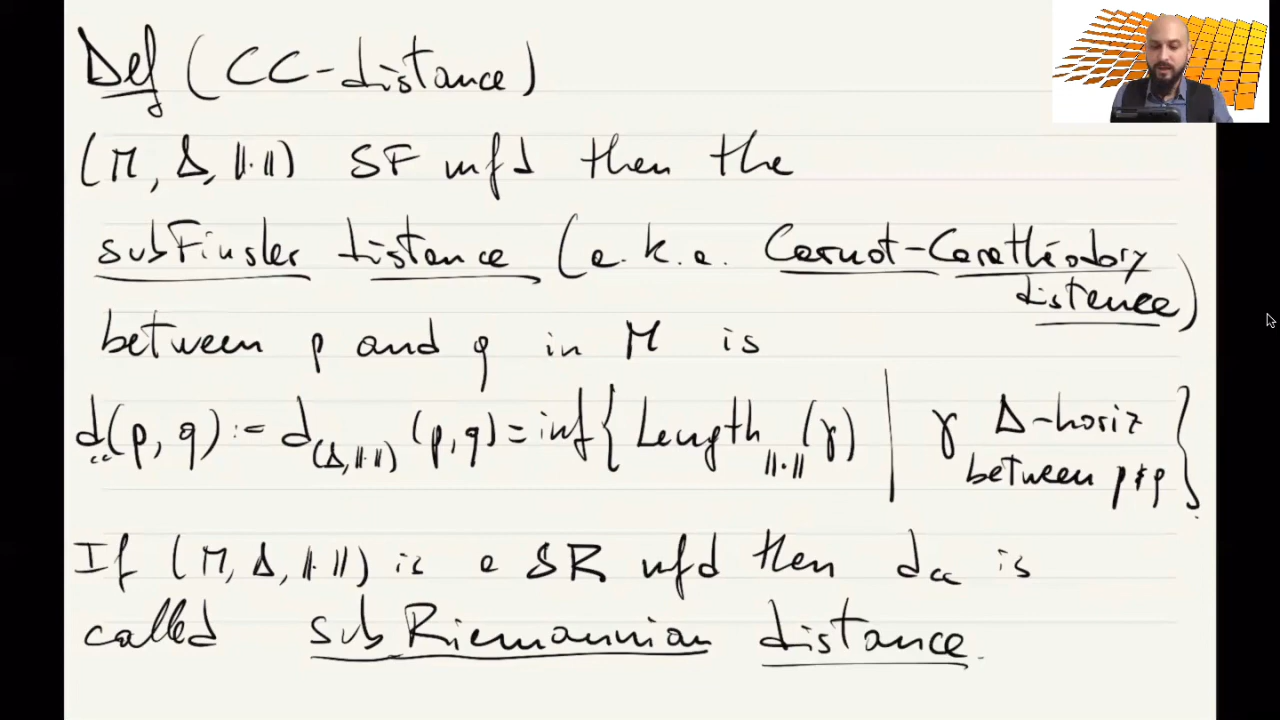 Def (CC-distance)
(M, Δ, ||·||) SF mfd then the
subFinsler distance (a.k.a. Carnot-Carathéodory
distance)
between p and q in M is
d_cc(p, q) := d_(Δ,||·||) (p,q) = inf { Length_||·|| (γ) | γ Δ-horiz
between p & q }.
If (M, Δ, ||·||) is a SR mfd then d_cc is
called subRiemannian distance.